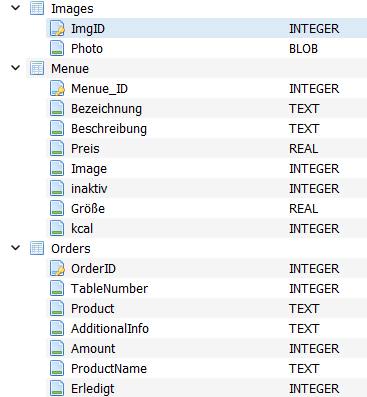 Images
ImgID INTEGER
Photo BLOB
Menue
Menue_ID INTEGER
Bezeichnung TEXT
Beschreibung TEXT
Preis REAL
Image INTEGER
inaktiv INTEGER
Größe REAL
kcal INTEGER
Orders
OrderID INTEGER
TableNumber INTEGER
Product TEXT
AdditionalInfo TEXT
Amount INTEGER
ProductName TEXT
Erledigt INTEGER